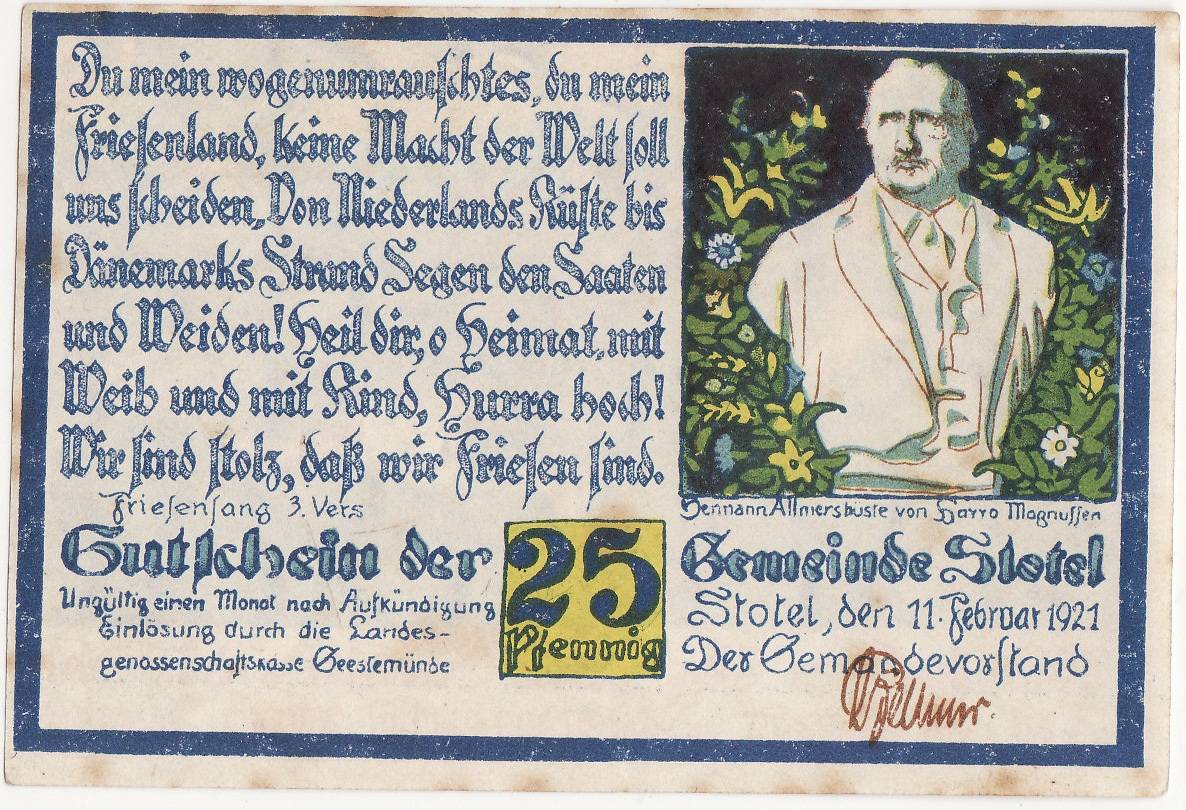 Du mein wogenumrauschtes, du mein
Friesenland, keine Macht der Welt soll
uns scheiden, Von Niederlands Küste bis
Dänemarks Strand Segen den Saaten
und Weiden! Heil dir, o Heimat, mit
Weib und mit Kind, Hurra hoch!
Wir sind stolz, daß wir Friesen sind.
Friesensang 3. Vers
Hermann Allmersbüste von Harro Magnussen
Gutschein der
25
Pfennig
Gemeinde Stotel
Ungültig einen Monat nach Aufkündigung
Einlösung durch die Landes-
genossenschaftskasse Geestemünde
Stotel, den 11. Februar 1921
Der Gemeindevorstand